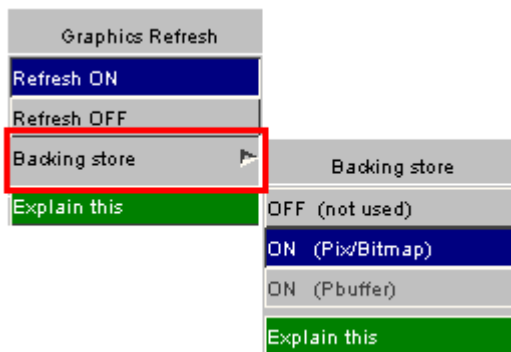 Graphics Refresh
Refresh ON
Refresh OFF
Backing store
Explain this
Backing store
OFF (not used)
ON (Pix/Bitmap)
ON (Pbuffer)
Explain this